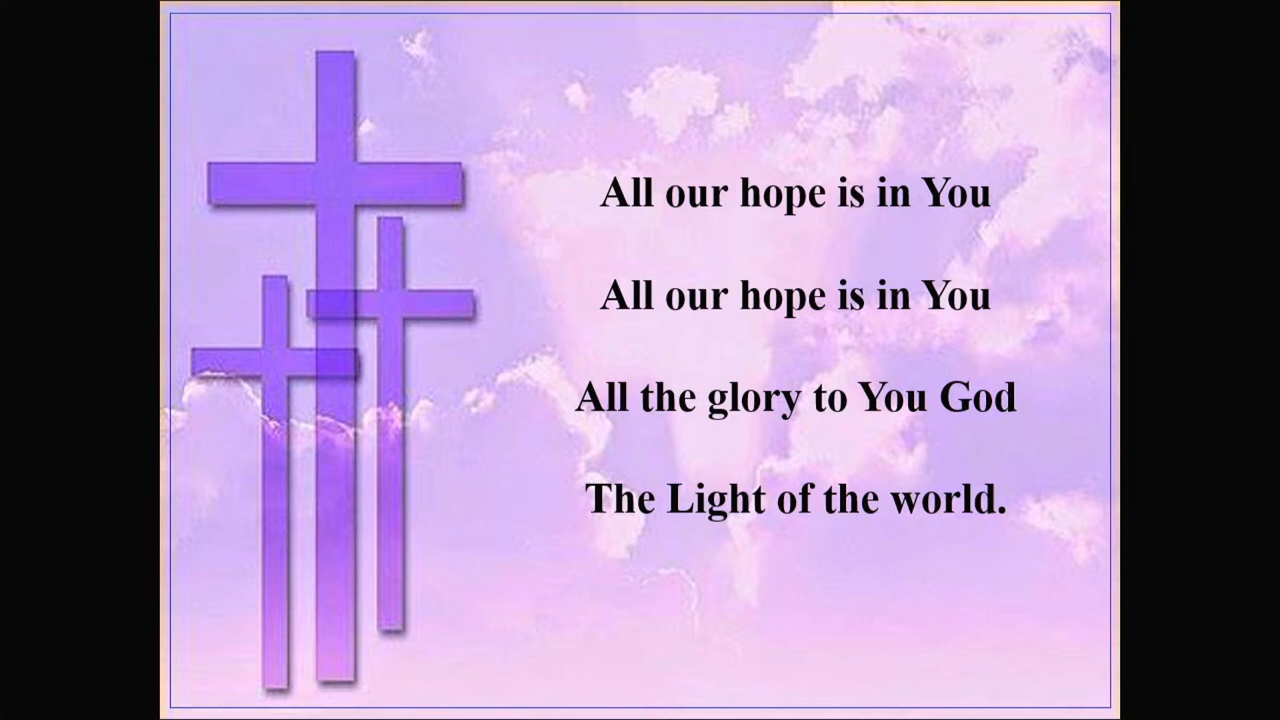 All our hope is in You
All our hope is in You
All the glory to You God
The Light of the world.